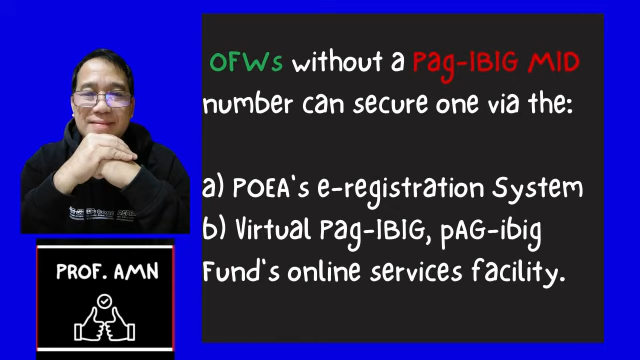 OFWs without a Pag-IBIG MID
number can secure one via the:
a) POEA's e-registration System
b) Virtual Pag-IBIG, pAG-ibig
Fund's online services facility.
PROF. AMN